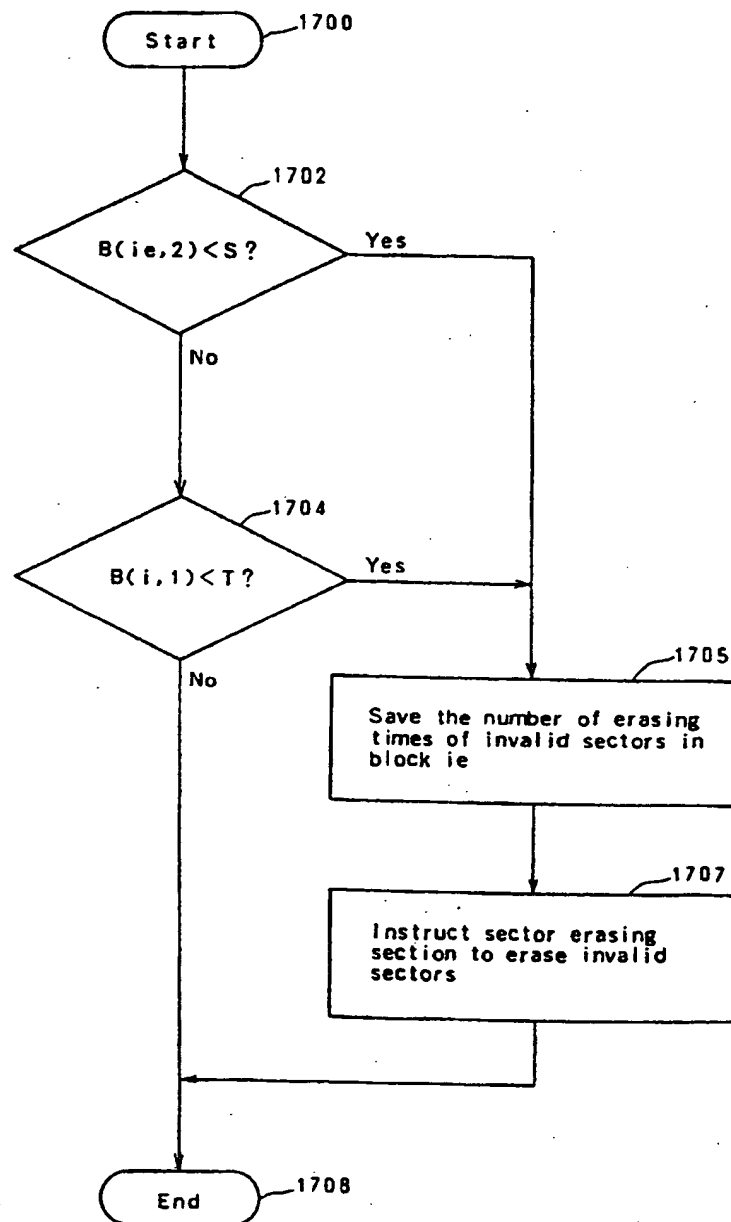 Start
1700
1702
B(ie,2)<S?
Yes
No
1704
B(i,1)<T?
Yes
No
1705
Save the number of erasing
times of invalid sectors in
block ie
1707
Instruct sector erasing
section to erase invalid
sectors
End
1708